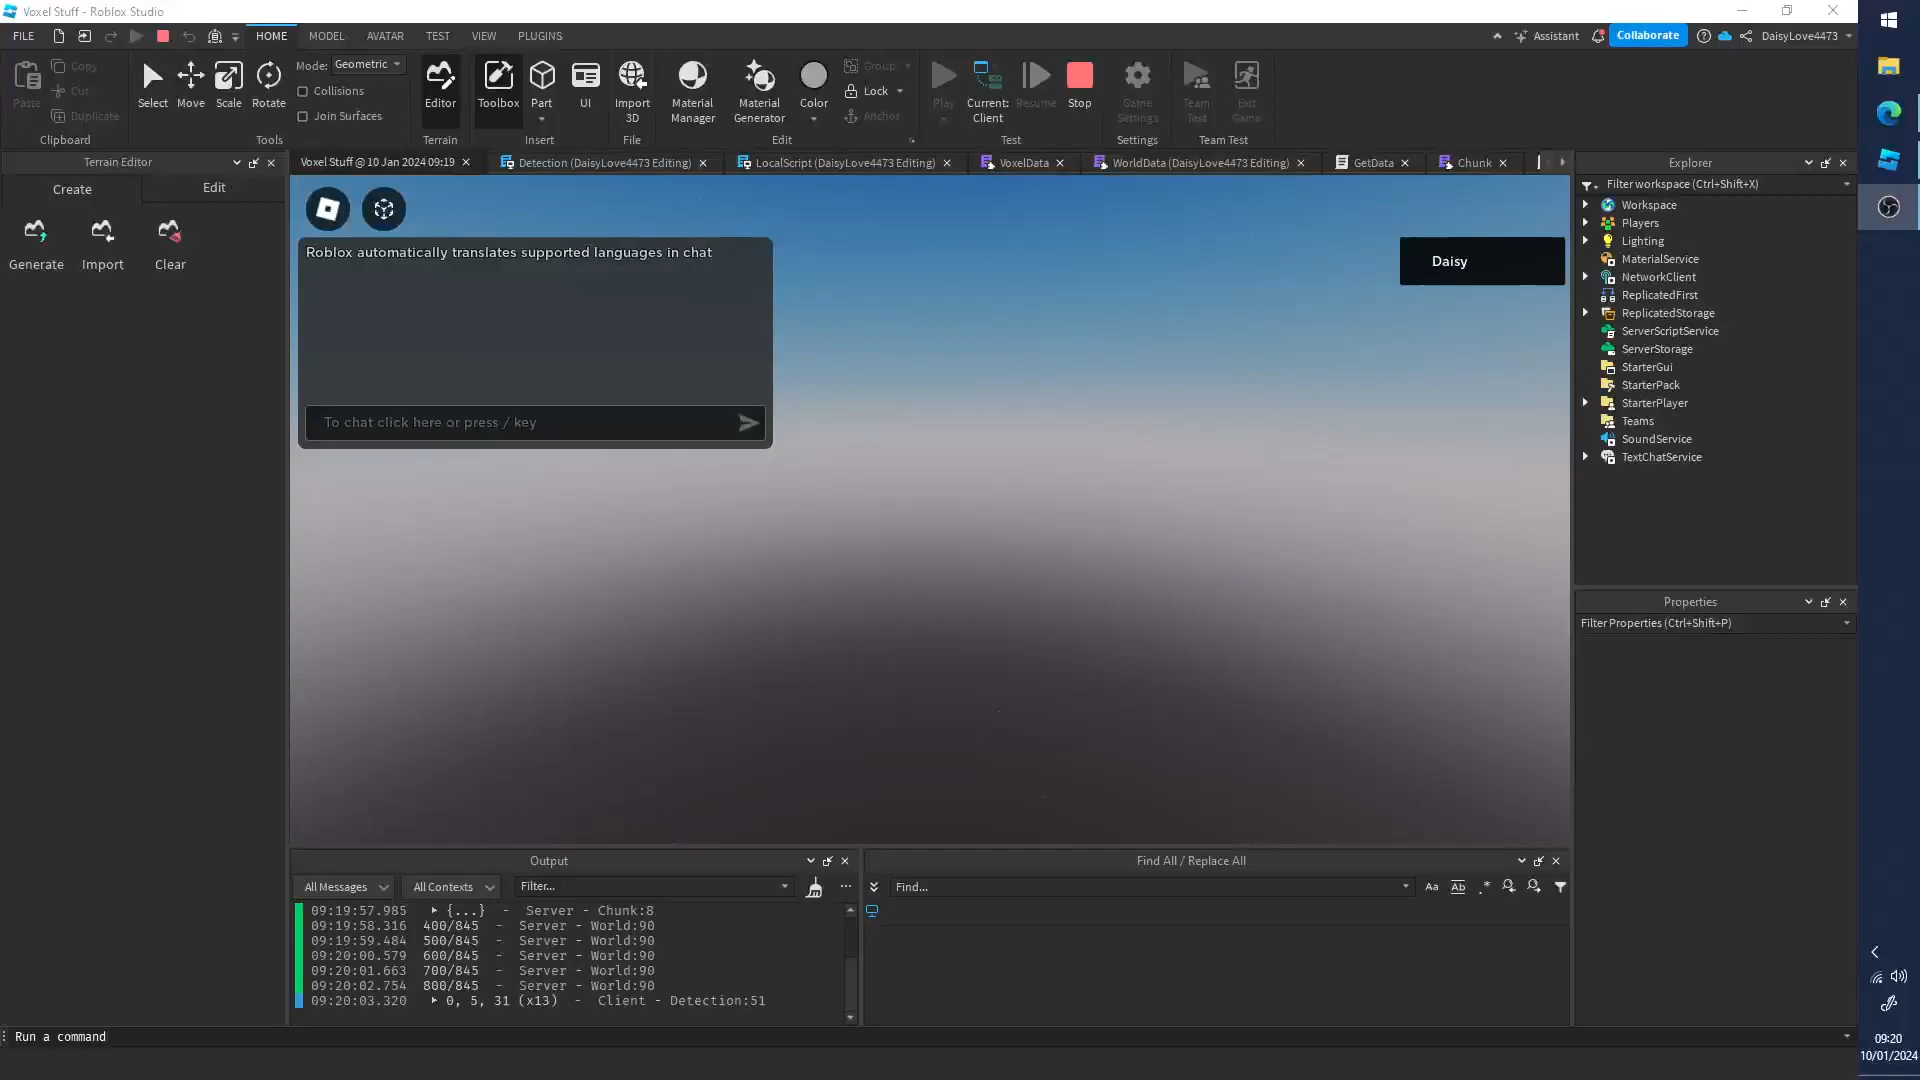 Voxel Stuff - Roblox Studio
FILE
HOME
MODEL
AVATAR
TEST
VIEW
PLUGINS
Assistant
Collaborate
DaisyLove4473
Paste
Copy
Cut
Duplicate
Clipboard
Select
Move
Scale
Rotate
Mode: Geometric
Collisions
Join Surfaces
Tools
Editor
Terrain
Toolbox
Part
UI
Insert
Import
3D
File
Material
Manager
Material
Generator
Color
Group
Lock
Anchor
Edit
Play
Current:
Client
Resume
Stop
Test
Game
Settings
Settings
Team
Test
Exit
Game
Team Test
Terrain Editor
Create
Edit
Generate
Import
Clear
Voxel Stuff @ 10 Jan 2024 09:19
Detection (DaisyLove4473 Editing)
LocalScript (DaisyLove4473 Editing)
VoxelData
WorldData (DaisyLove4473 Editing)
GetData
Chunk
Roblox automatically translates supported languages in chat
To chat click here or press / key
Daisy
Explorer
Filter workspace (Ctrl+Shift+X)
Workspace
Players
Lighting
MaterialService
NetworkClient
ReplicatedFirst
ReplicatedStorage
ServerScriptService
ServerStorage
StarterGui
StarterPack
StarterPlayer
Teams
SoundService
TextChatService
Properties
Filter Properties (Ctrl+Shift+P)
Output
All Messages
All Contexts
Filter...
09:19:57.985 {...} - Server - Chunk:8
09:19:58.316 400/845 - Server - World:90
09:19:59.484 500/845 - Server - World:90
09:20:00.579 600/845 - Server - World:90
09:20:01.663 700/845 - Server - World:90
09:20:02.754 800/845 - Server - World:90
09:20:03.320 0, 5, 31 (x13) - Client - Detection:51
Find All / Replace All
Find...
Aa
Ab
.*
Run a command
09:20
10/01/2024